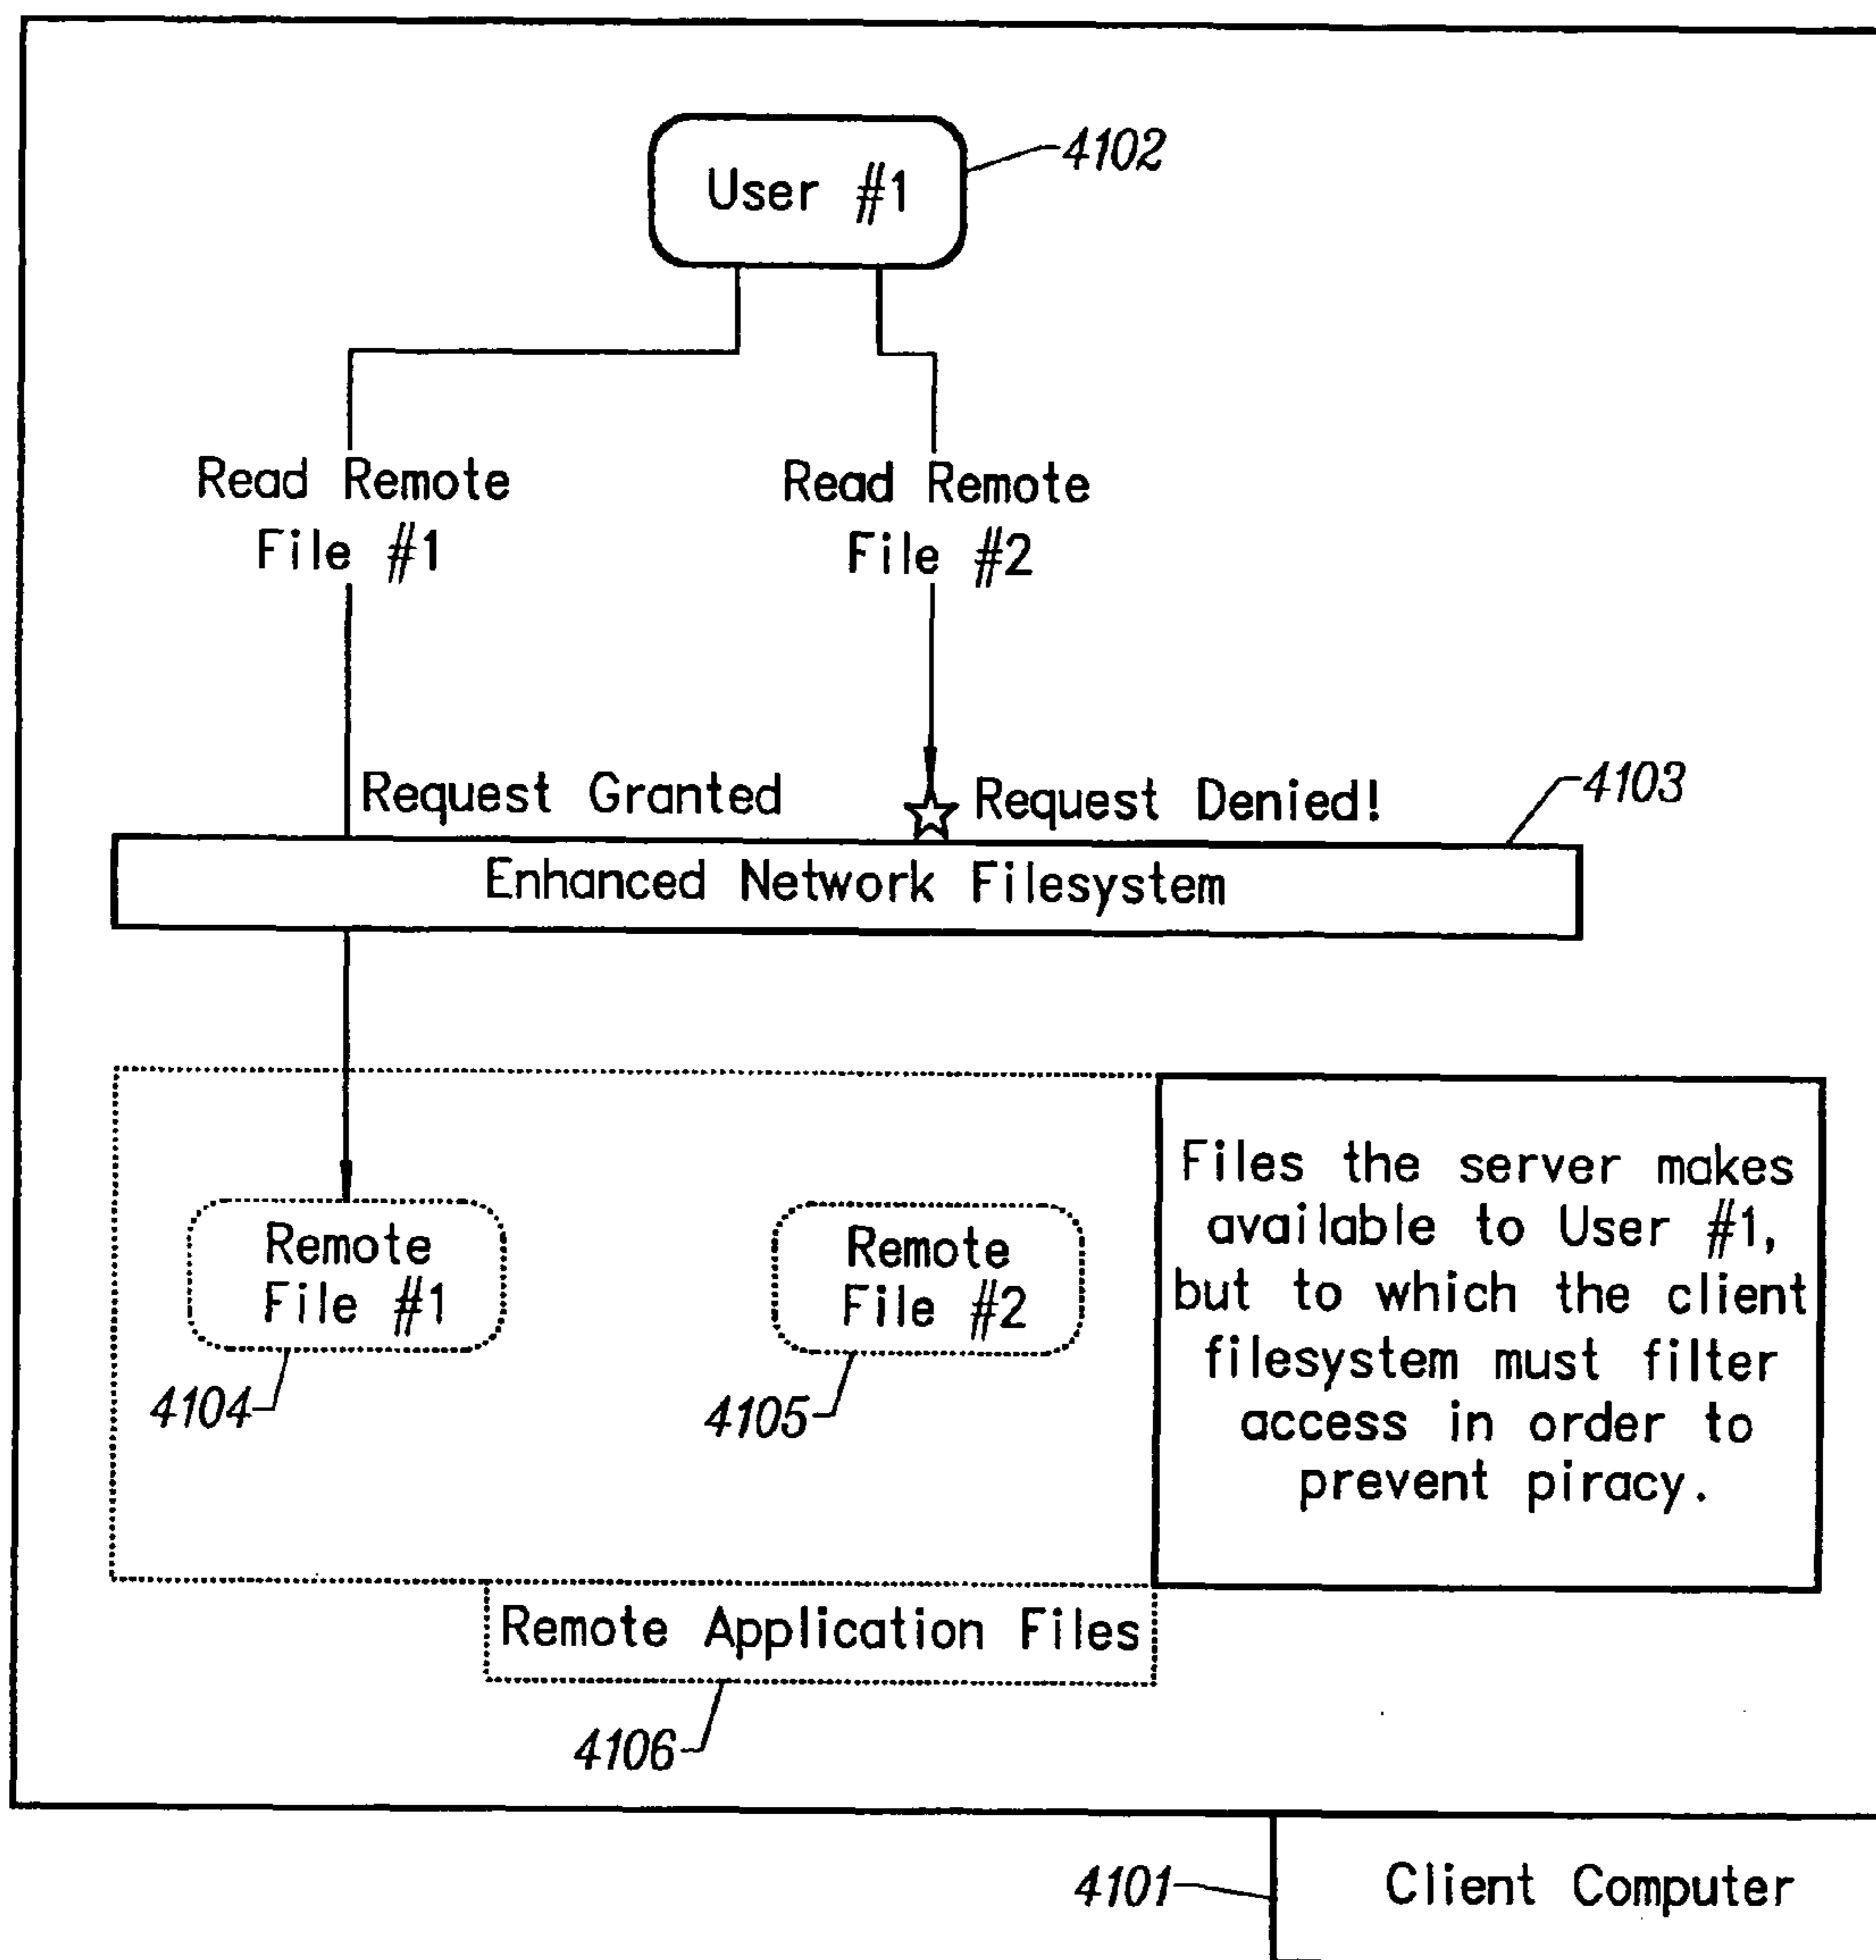 4102
User #1
Read Remote
File #1
Read Remote
File #2
Request Granted
Request Denied!
4103
Enhanced Network Filesystem
Remote
File #1
Remote
File #2
4104
4105
Files the server makes
available to User #1,
but to which the client
filesystem must filter
access in order to
prevent piracy.
Remote Application Files
4106
4101
Client Computer